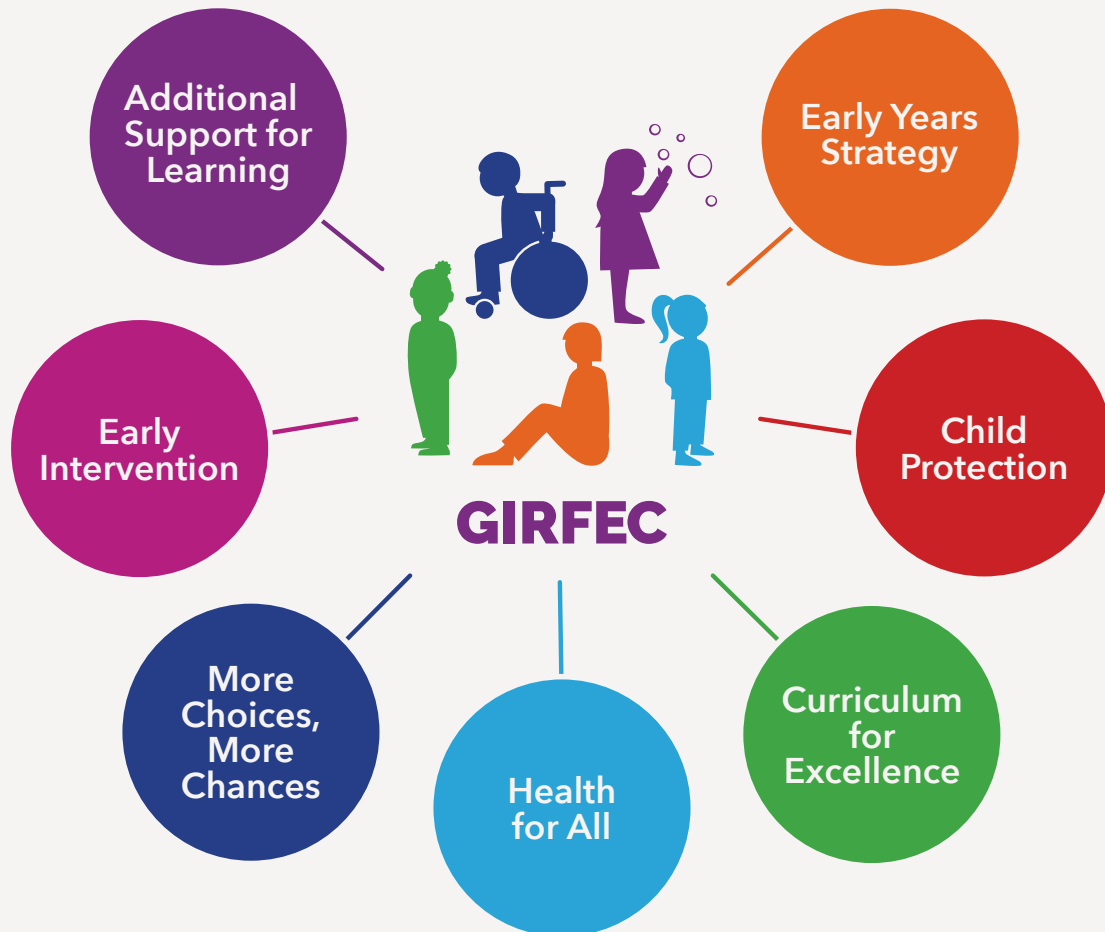 Additional
Support for
Learning
Early Years
Strategy
Early
Intervention
Child
Protection
GIRFEC
More
Choices,
More
Chances
Health
for All
Curriculum
for
Excellence